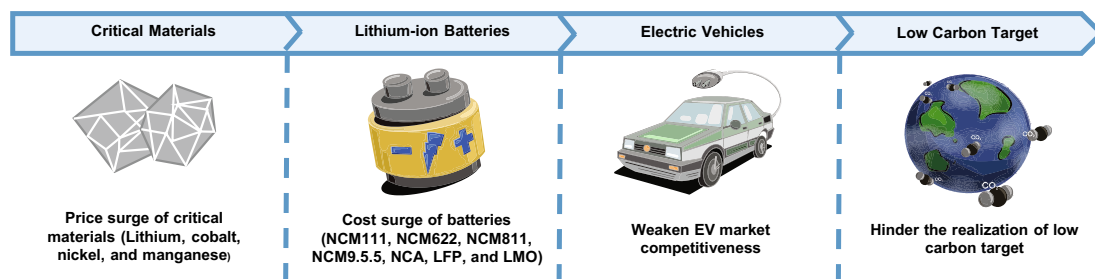 Critical Materials
Lithium-ion Batteries
Electric Vehicles
Low Carbon Target
Price surge of critical
materials (Lithium, cobalt,
nickel, and manganese)
Cost surge of batteries
(NCM111, NCM622, NCM811,
NCM9.5.5, NCA, LFP, and LMO)
Weaken EV market
competitiveness
Hinder the realization of low
carbon target
CO₂